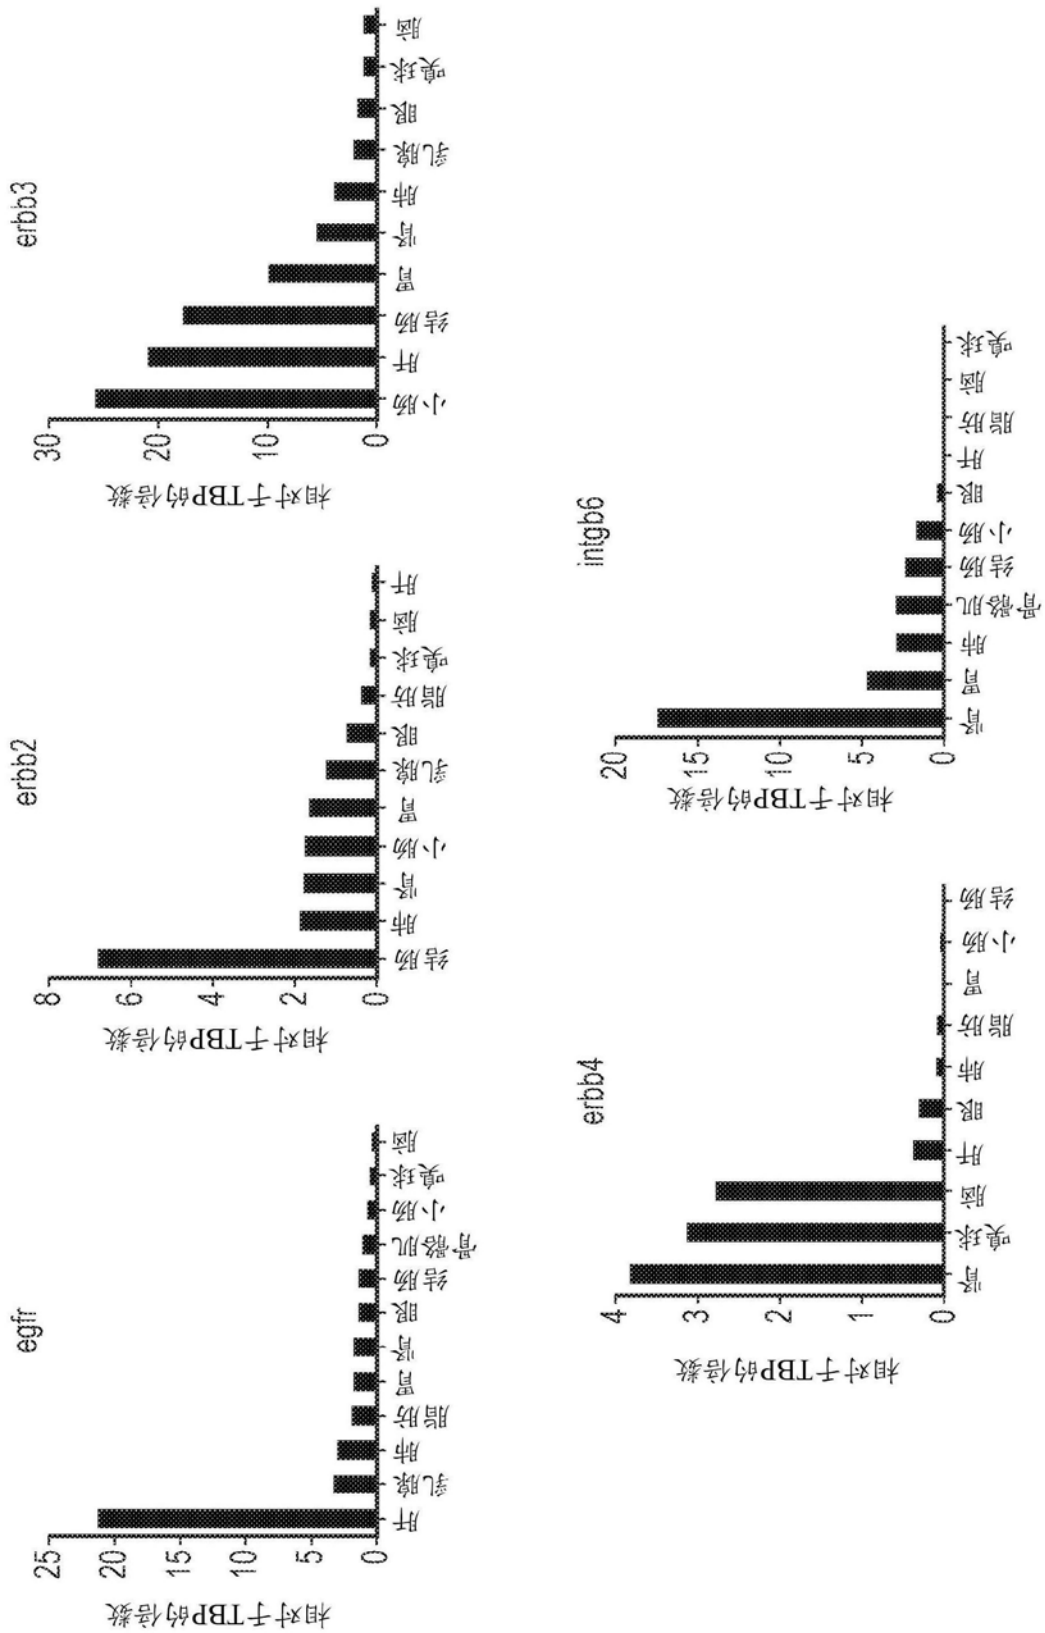 egfr
相对于TBP的倍数
25
20
15
10
5
0
肝
乳腺
肺
脂肪
胃
肾
眼
结肠
骨骼肌
小肠
嗅球
脑
erbb2
相对于TBP的倍数
8
6
4
2
0
结肠
肺
肾
小肠
胃
乳腺
眼
脂肪
嗅球
脑
肝
erbb3
相对于TBP的倍数
30
20
10
0
小肠
肝
结肠
胃
肾
肺
乳腺
眼
嗅球
脑
erbb4
相对于TBP的倍数
4
3
2
1
0
肾
嗅球
脑
肝
眼
肺
脂肪
胃
小肠
结肠
intgb6
相对于TBP的倍数
20
15
10
5
0
肾
胃
肺
骨骼肌
结肠
小肠
眼
肝
脂肪
脑
嗅球